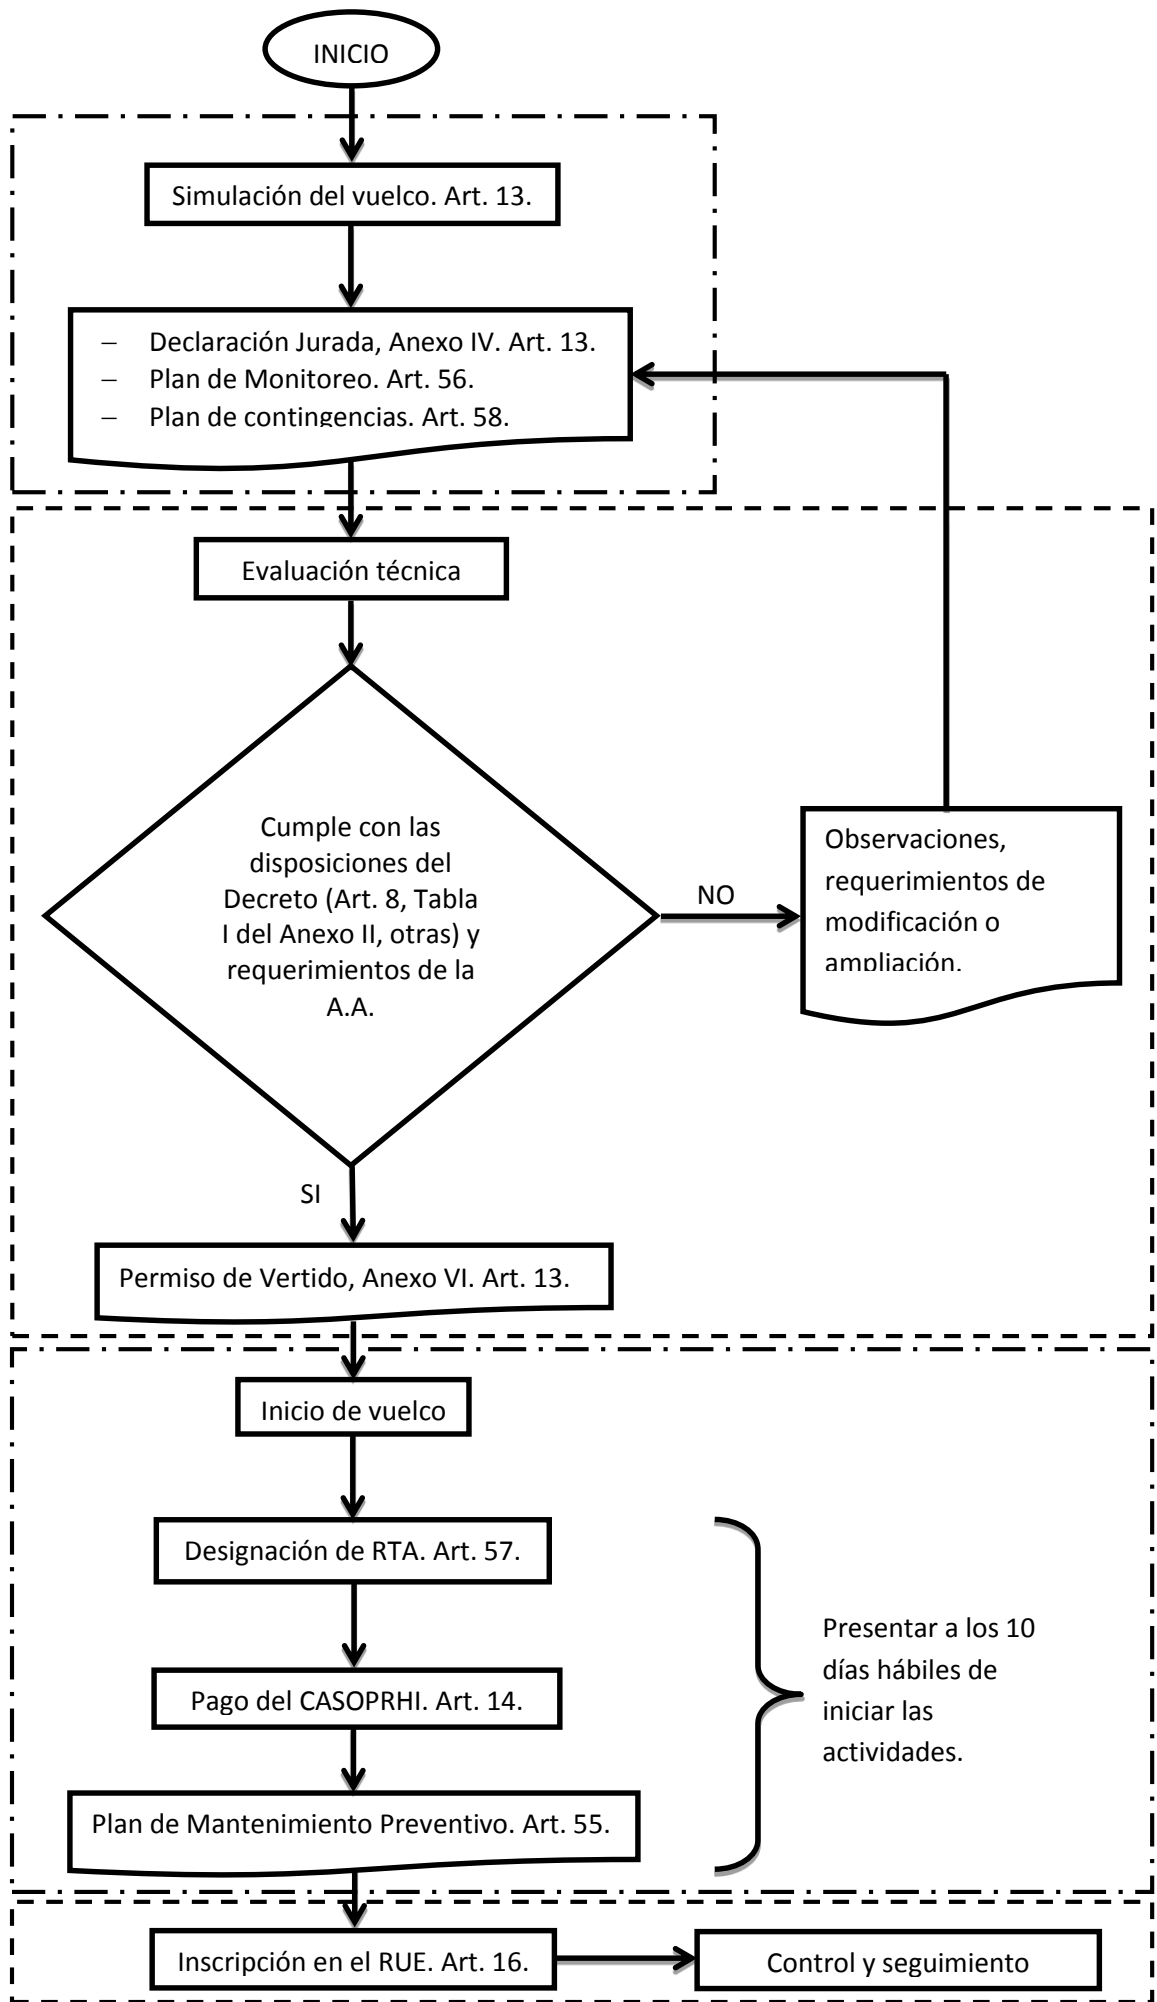 INICIO
Simulación del vuelco. Art. 13.
– Declaración Jurada, Anexo IV. Art. 13.
– Plan de Monitoreo. Art. 56.
– Plan de contingencias. Art. 58.
Evaluación técnica
Cumple con las
disposiciones del
Decreto (Art. 8, Tabla
I del Anexo II, otras) y
requerimientos de la
A.A.
NO
Observaciones,
requerimientos de
modificación o
ampliación.
SI
Permiso de Vertido, Anexo VI. Art. 13.
Inicio de vuelco
Designación de RTA. Art. 57.
Pago del CASOPRHI. Art. 14.
Plan de Mantenimiento Preventivo. Art. 55.
Presentar a los 10
días hábiles de
iniciar las
actividades.
Inscripción en el RUE. Art. 16.
Control y seguimiento